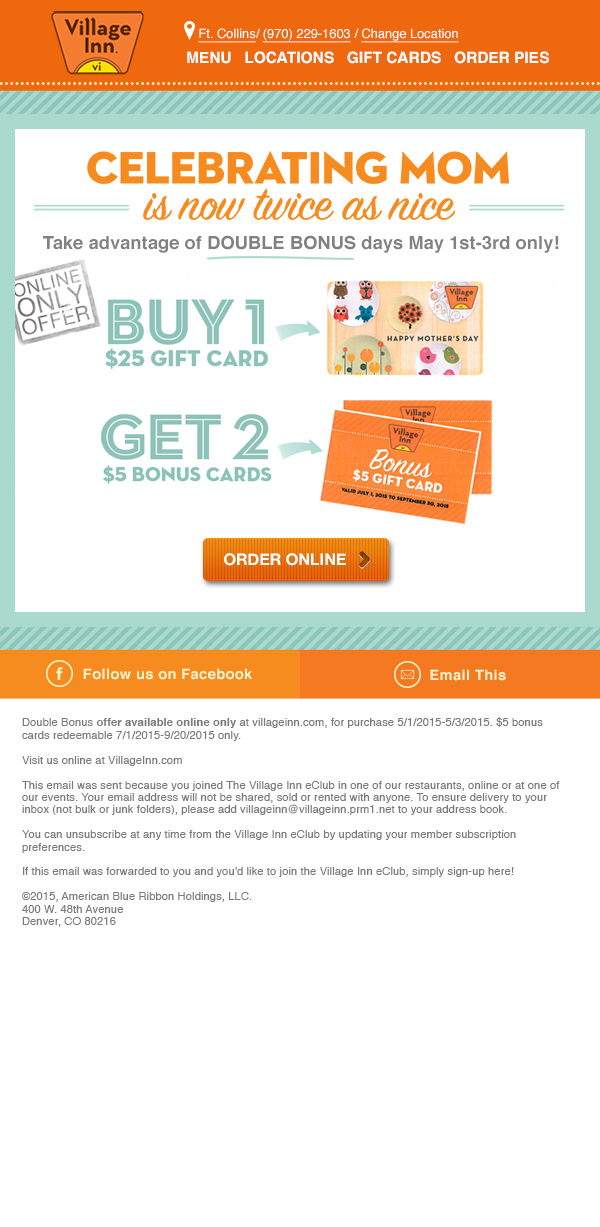 Village
Inn.
vi
Ft. Collins/ (970) 229-1603 / Change Location
MENU LOCATIONS GIFT CARDS ORDER PIES
CELEBRATING MOM
is now twice as nice
Take advantage of DOUBLE BONUS days May 1st-3rd only!
ONLINE
ONLY
OFFER
BUY 1
$25 GIFT CARD
Village
Inn
HAPPY MOTHER'S DAY
GET 2
$5 BONUS CARDS
Village
Inn
Village
Inn
Bonus
$5 GIFT CARD
VALID JULY 1, 2015 TO SEPTEMBER 30, 2015
ORDER ONLINE
Follow us on Facebook
Email This
Double Bonus offer available online only at villageinn.com, for purchase 5/1/2015-5/3/2015. $5 bonus
cards redeemable 7/1/2015-9/20/2015 only.
Visit us online at VillageInn.com
This email was sent because you joined The Village Inn eClub in one of our restaurants, online or at one of
our events. Your email address will not be shared, sold or rented with anyone. To ensure delivery to your
inbox (not bulk or junk folders), please add villageinn@villageinn.prm1.net to your address book.
You can unsubscribe at any time from the Village Inn eClub by updating your member subscription
preferences.
If this email was forwarded to you and you'd like to join the Village Inn eClub, simply sign-up here!
©2015, American Blue Ribbon Holdings, LLC.
400 W. 48th Avenue
Denver, CO 80216